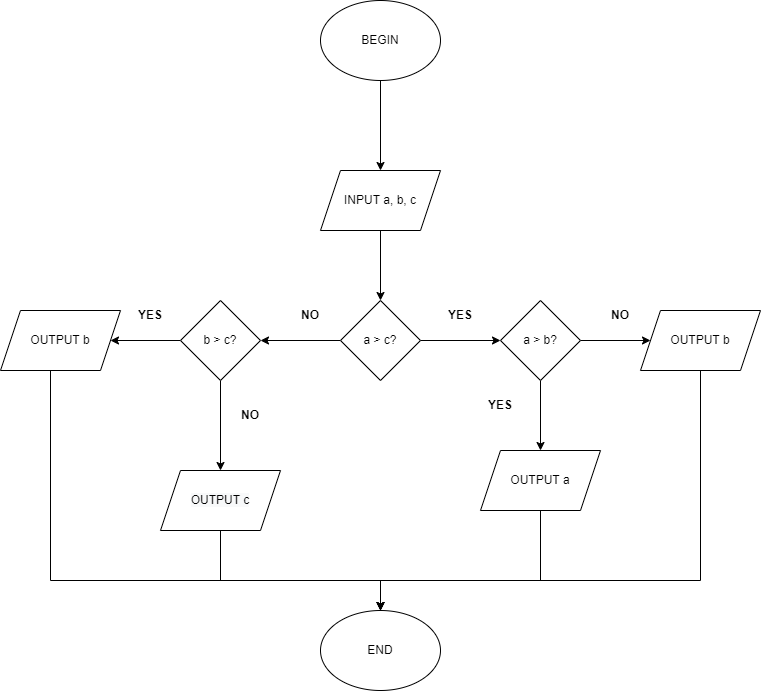 BEGIN
INPUT a, b, c
YES
NO
YES
NO
OUTPUT b
b > c?
a > c?
a > b?
OUTPUT b
NO
YES
OUTPUT c
OUTPUT a
END